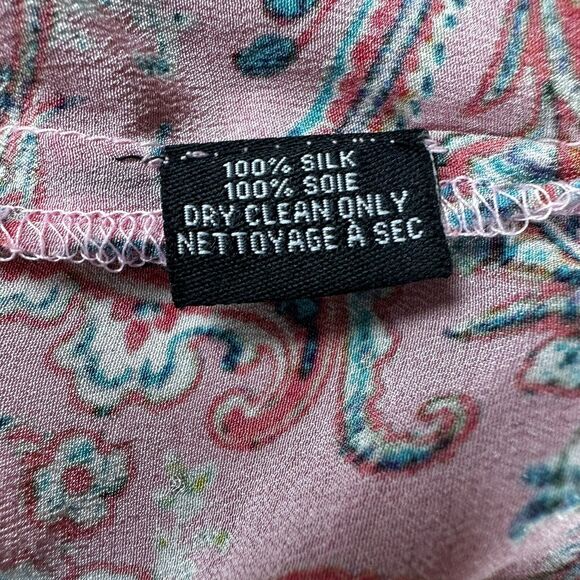 100% SILK
100% SOIE
DRY CLEAN ONLY
NETTOYAGE À SEC